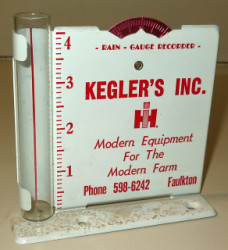 - RAIN - GAUGE RECORDER -
4
KEGLER'S INC.
3
IH
2
Modern Equipment
For The
Modern Farm
1
Phone 598-6242 Faulkton